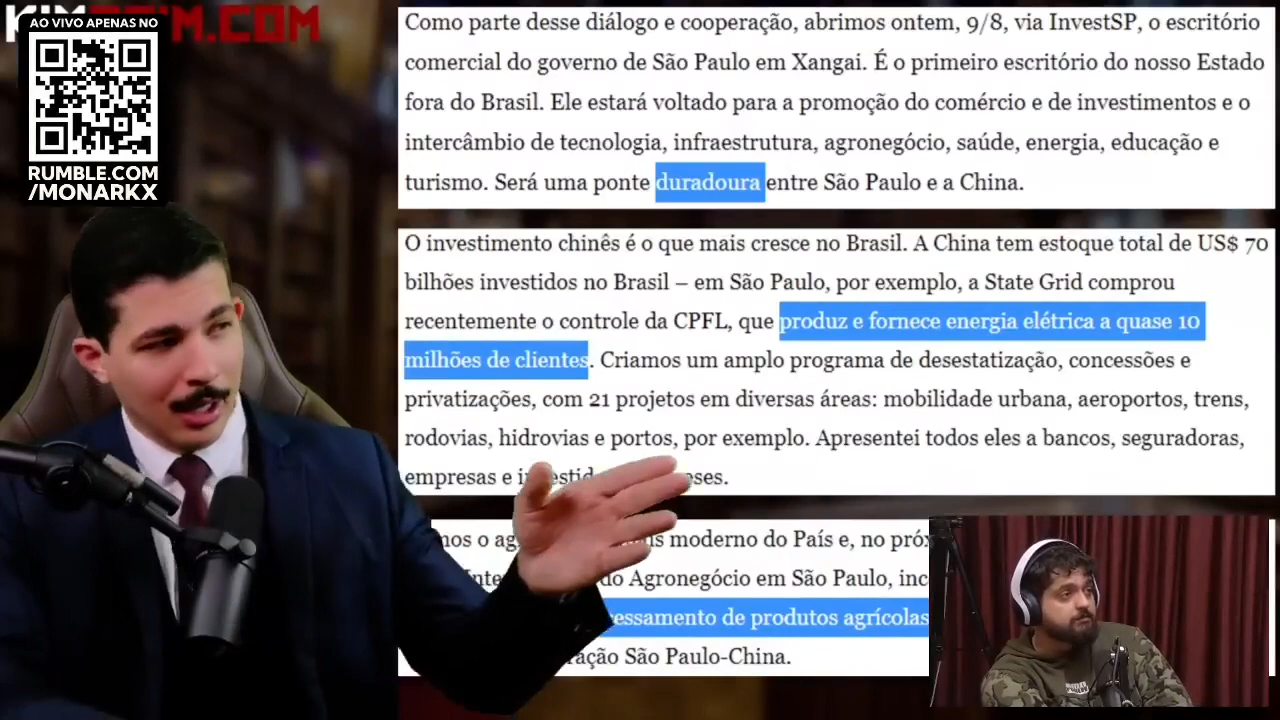 AO VIVO APENAS NO
RUMBLE.COM
/MONARKX
Como parte desse diálogo e cooperação, abrimos ontem, 9/8, via InvestSP, o escritório
comercial do governo de São Paulo em Xangai. É o primeiro escritório do nosso Estado
fora do Brasil. Ele estará voltado para a promoção do comércio e de investimentos e o
intercâmbio de tecnologia, infraestrutura, agronegócio, saúde, energia, educação e
turismo. Será uma ponte duradoura entre São Paulo e a China.
O investimento chinês é o que mais cresce no Brasil. A China tem estoque total de US$ 70
bilhões investidos no Brasil – em São Paulo, por exemplo, a State Grid comprou
recentemente o controle da CPFL, que produz e fornece energia elétrica a quase 10
milhões de clientes. Criamos um amplo programa de desestatização, concessões e
privatizações, com 21 projetos em diversas áreas: mobilidade urbana, aeroportos, trens,
rodovias, hidrovias e portos, por exemplo. Apresentei todos eles a bancos, seguradoras,
empresas e
moderno do País e, no
do Agronegócio em São Paulo,
de produtos agrícolas
São Paulo-China.